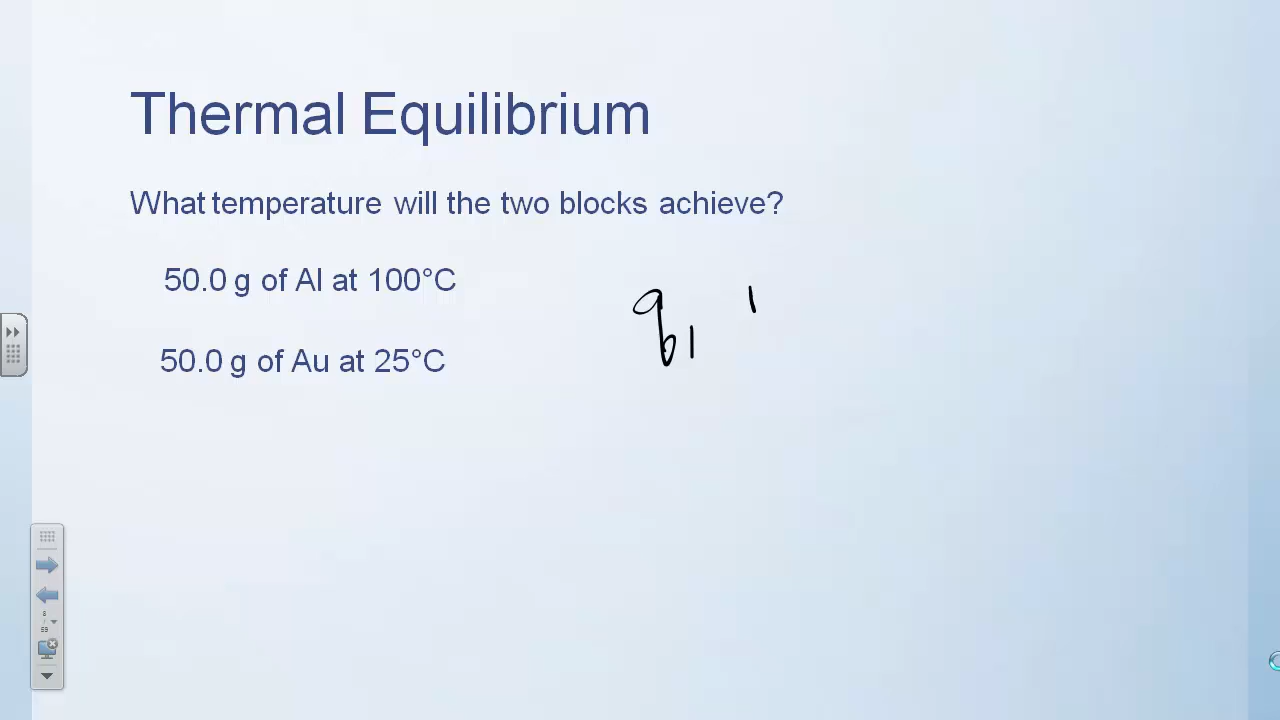 Thermal Equilibrium
What temperature will the two blocks achieve?
50.0 g of Al at 100°C
q1
50.0 g of Au at 25°C